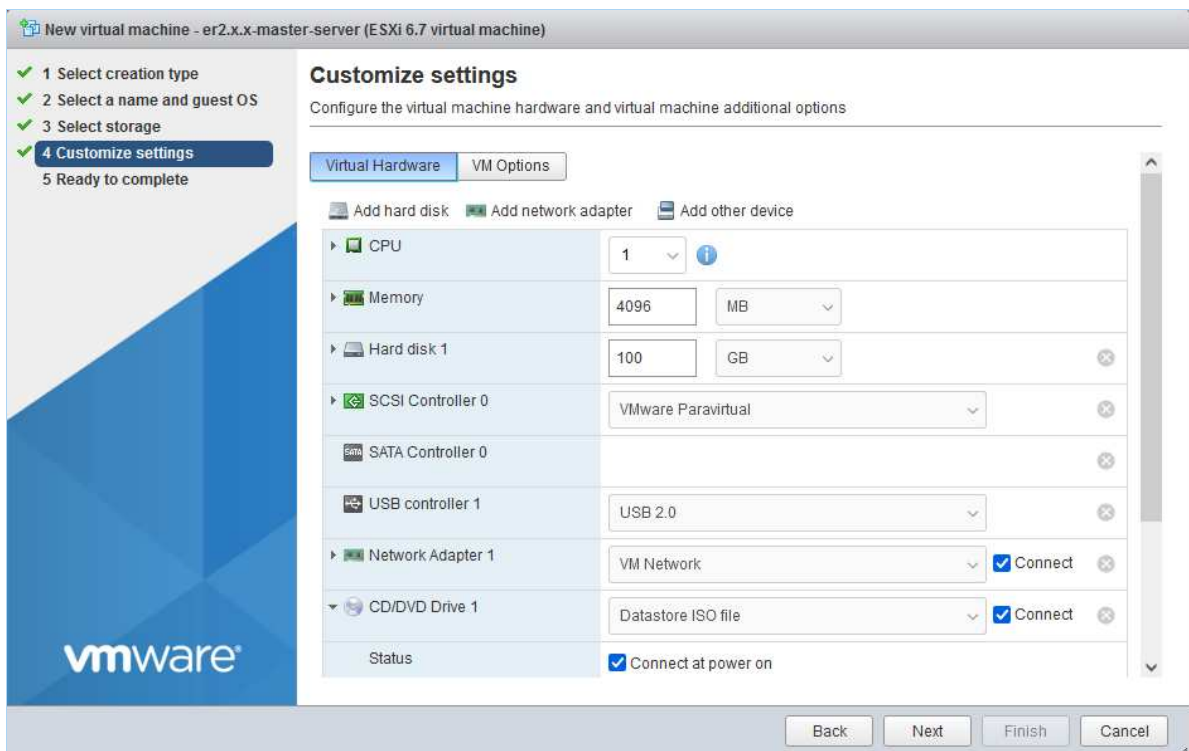 New virtual machine - er2.x.x-master-server (ESXi 6.7 virtual machine)
1 Select creation type
2 Select a name and guest OS
3 Select storage
4 Customize settings
5 Ready to complete
vmware®
Customize settings
Configure the virtual machine hardware and virtual machine additional options
Virtual Hardware VM Options
Add hard disk Add network adapter Add other device
CPU 1
Memory 4096 MB
Hard disk 1 100 GB
SCSI Controller 0 VMware Paravirtual
SATA SATA Controller 0
USB controller 1 USB 2.0
Network Adapter 1 VM Network Connect
CD/DVD Drive 1 Datastore ISO file Connect
Status Connect at power on
Back Next Finish Cancel